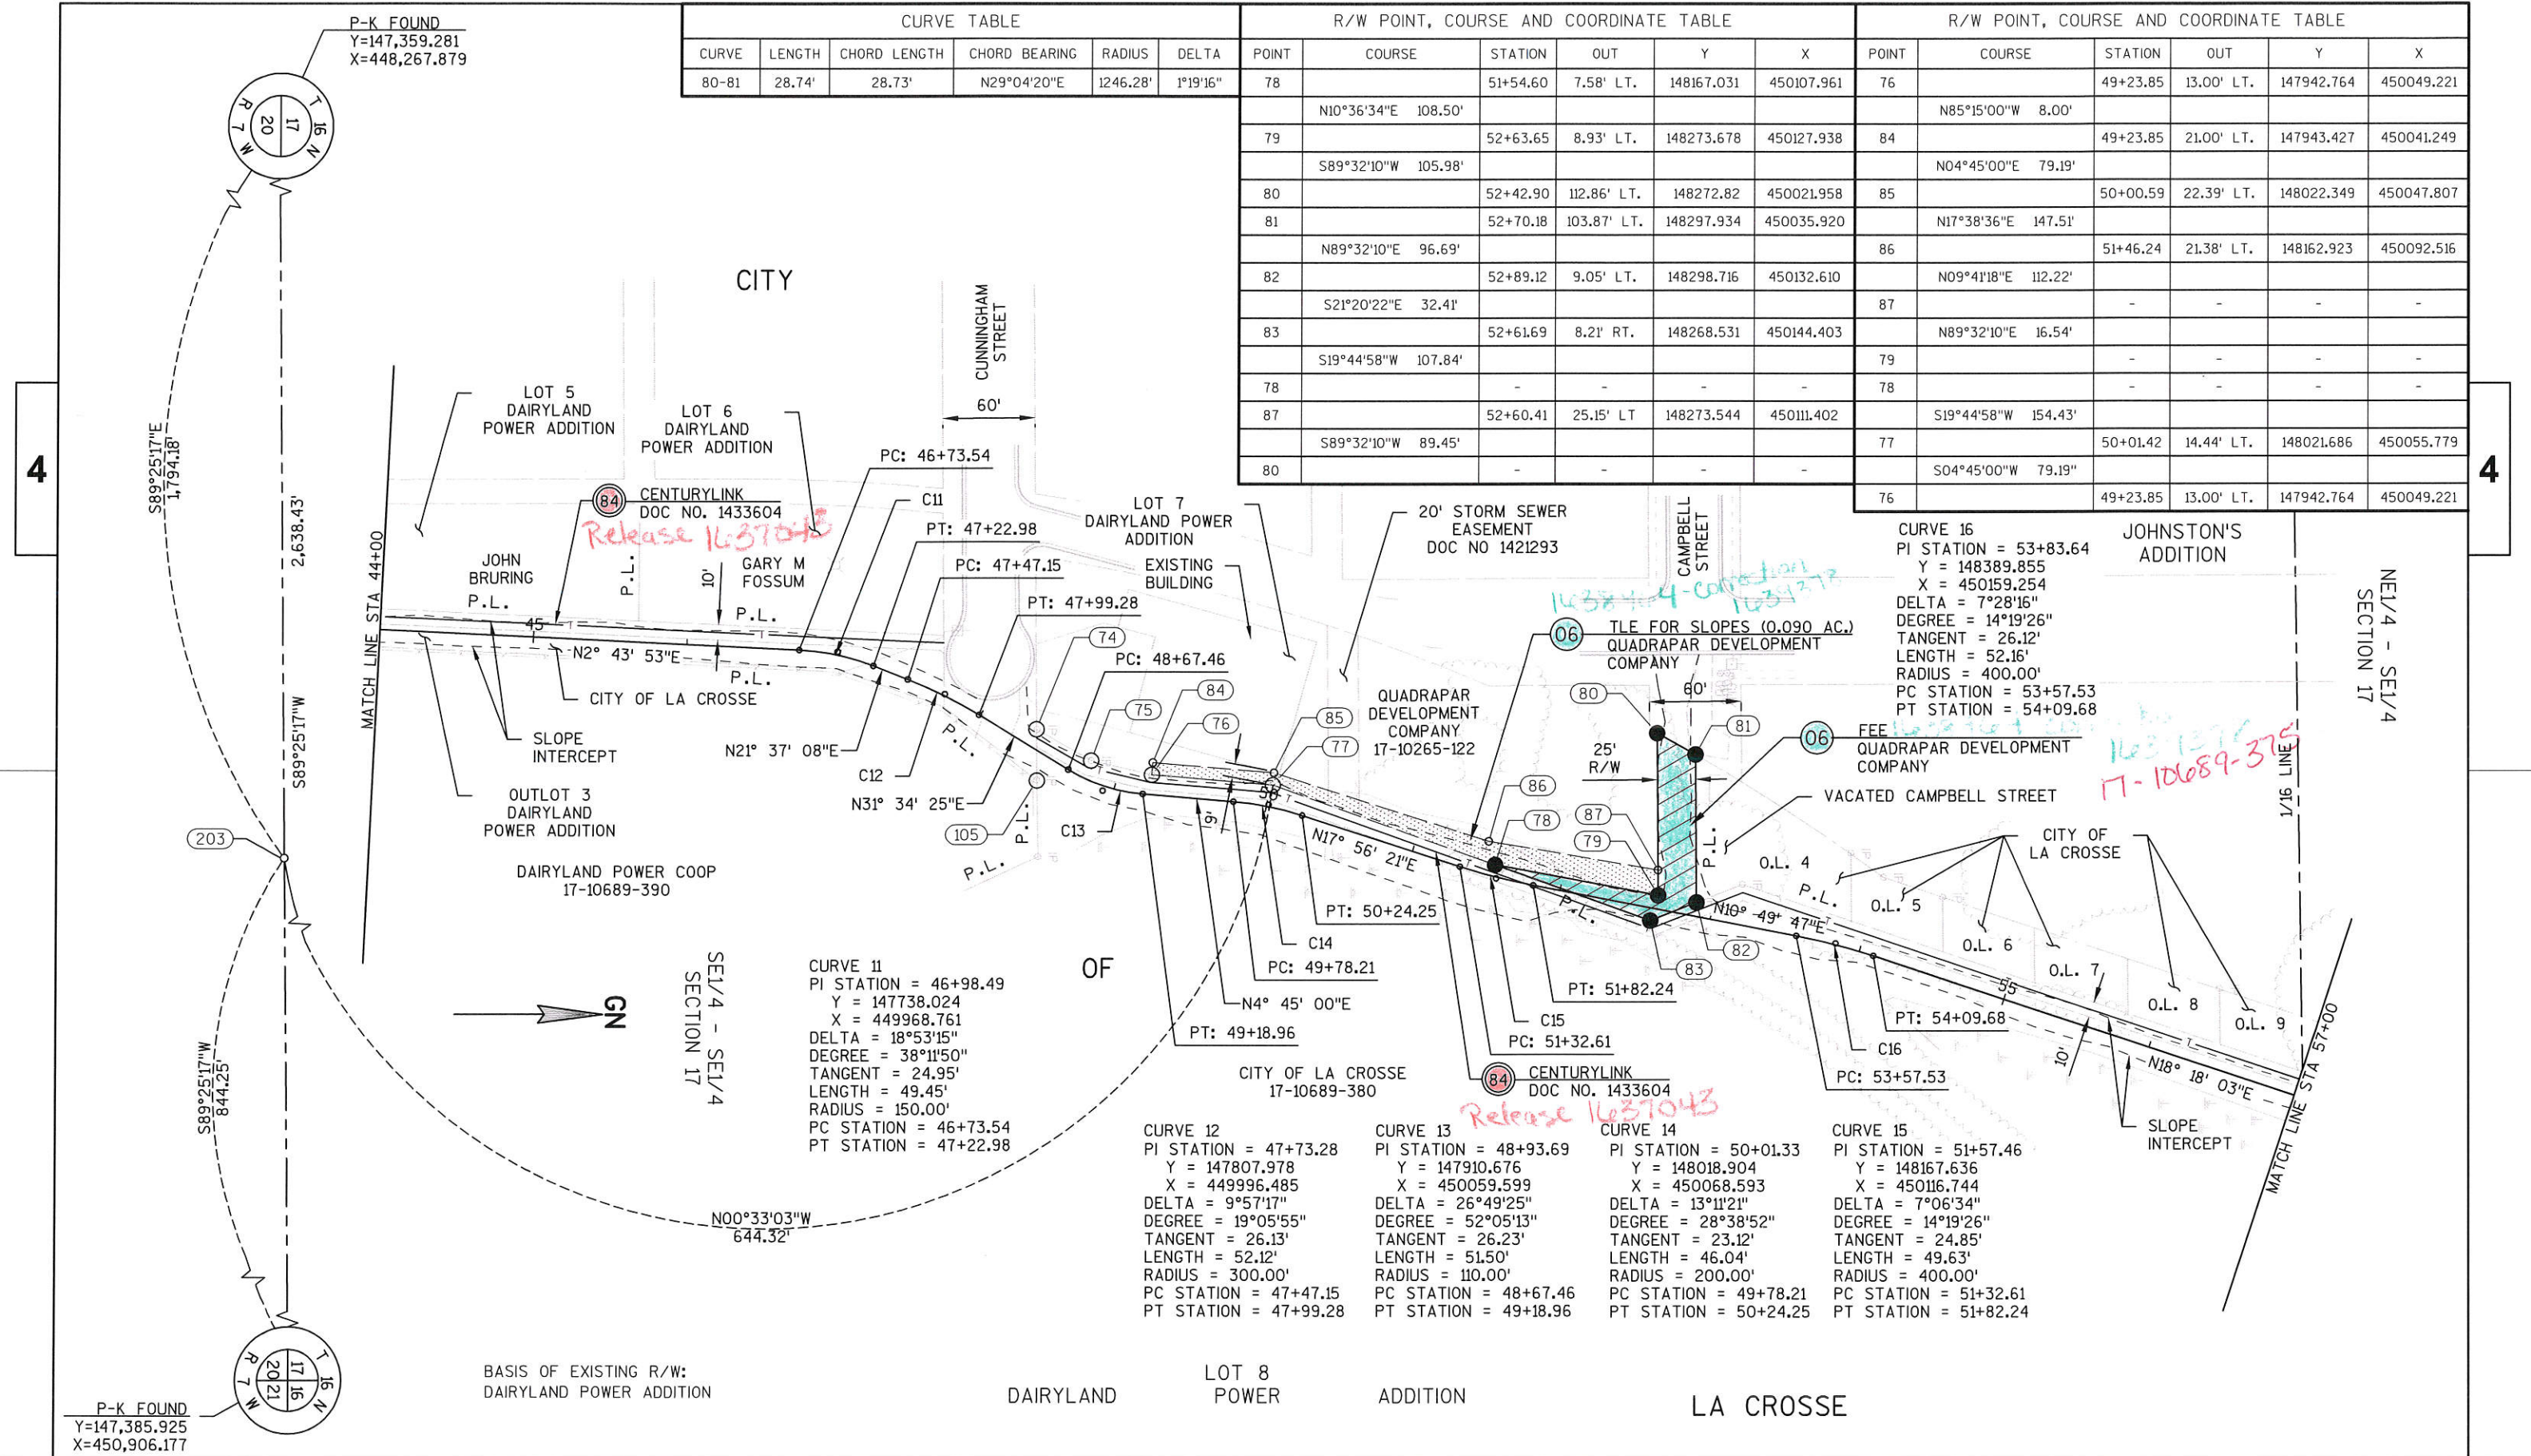 P-K FOUND
Y=147,359.281
X=448,267.879
T 16 N
R 7 W
17
20
CURVE TABLE
CURVE LENGTH CHORD LENGTH CHORD BEARING RADIUS DELTA
80-81 28.74' 28.73' N29°04'20"E 1246.28' 1°19'16"
R/W POINT, COURSE AND COORDINATE TABLE
POINT COURSE STATION OUT Y X
78 51+54.60 7.58' LT. 148167.031 450107.961
N10°36'34"E 108.50'
79 52+63.65 8.93' LT. 148273.678 450127.938
S89°32'10"W 105.98'
80 52+42.90 112.86' LT. 148272.82 450021.958
81 52+70.18 103.87' LT. 148297.934 450035.920
N89°32'10"E 96.69'
82 52+89.12 9.05' LT. 148298.716 450132.610
S21°20'22"E 32.41'
83 52+61.69 8.21' RT. 148268.531 450144.403
S19°44'58"W 107.84'
78 - - - -
87 52+60.41 25.15' LT 148273.544 450111.402
S89°32'10"W 89.45'
80 - - - -
R/W POINT, COURSE AND COORDINATE TABLE
POINT COURSE STATION OUT Y X
76 49+23.85 13.00' LT. 147942.764 450049.221
N85°15'00"W 8.00'
84 49+23.85 21.00' LT. 147943.427 450041.249
N04°45'00"E 79.19'
85 50+00.59 22.39' LT. 148022.349 450047.807
N17°38'36"E 147.51'
86 51+46.24 21.38' LT. 148162.923 450092.516
N09°41'18"E 112.22'
87 - - - -
N89°32'10"E 16.54'
79 - - - -
78 - - - -
S19°44'58"W 154.43'
77 50+01.42 14.44' LT. 148021.686 450055.779
S04°45'00"W 79.19"
76 49+23.85 13.00' LT. 147942.764 450049.221
4
4
CITY
CUNNINGHAM
STREET
60'
LOT 5
DAIRYLAND
POWER ADDITION
LOT 6
DAIRYLAND
POWER ADDITION
84 CENTURYLINK
DOC NO. 1433604
Release 1637043
PC: 46+73.54
C11
PT: 47+22.98
PC: 47+47.15
PT: 47+99.28
74
PC: 48+67.46
LOT 7
DAIRYLAND POWER
ADDITION
EXISTING
BUILDING
20' STORM SEWER
EASEMENT
DOC NO 1421293
CAMPBELL
STREET
CURVE 16
PI STATION = 53+83.64
Y = 148389.855
X = 450159.254
DELTA = 7°28'16"
DEGREE = 14°19'26"
TANGENT = 26.12'
LENGTH = 52.16'
RADIUS = 400.00'
PC STATION = 53+57.53
PT STATION = 54+09.68
JOHNSTON'S
ADDITION
NE1/4 - SE1/4
SECTION 17
S89°25'17"E
1,794.18'
2,638.43'
S89°25'17"W
MATCH LINE STA 44+00
JOHN
BRURING
P.L.
P.L.
10'
GARY M
FOSSUM
P.L.
45
N2° 43' 53"E
P.L.
CITY OF LA CROSSE
SLOPE
INTERCEPT
OUTLOT 3
DAIRYLAND
POWER ADDITION
DAIRYLAND POWER COOP
17-10689-390
203
N21° 37' 08"E
C12
N31° 34' 25"E
P.L.
105
P.L.
P.L.
C13
75
84
76
85
77
9'
50
QUADRAPAR
DEVELOPMENT
COMPANY
17-10265-122
-correction
06 TLE FOR SLOPES (0.090 AC.)
QUADRAPAR DEVELOPMENT
COMPANY
80
60'
81
25'
R/W
06 FEE
QUADRAPAR DEVELOPMENT
COMPANY
17-10689-375
VACATED CAMPBELL STREET
1/16 LINE
CITY OF
LA CROSSE
86
78
87
79
P.L.
N17° 56' 21"E
P.L.
O.L. 4
P.L.
O.L. 5
O.L. 6
O.L. 7
O.L. 8
O.L. 9
N10° 49' 47"E
82
83
55
10'
N18° 18' 03"E
MATCH LINE STA 57+00
SLOPE
INTERCEPT
PT: 50+24.25
C14
PC: 49+78.21
N4° 45' 00"E
PT: 49+18.96
PT: 51+82.24
C15
PC: 51+32.61
84 CENTURYLINK
DOC NO. 1433604
Release 1637043
PT: 54+09.68
C16
PC: 53+57.53
CITY OF LA CROSSE
17-10689-380
OF
GN
SE1/4 - SE1/4
SECTION 17
CURVE 11
PI STATION = 46+98.49
Y = 147738.024
X = 449968.761
DELTA = 18°53'15"
DEGREE = 38°11'50"
TANGENT = 24.95'
LENGTH = 49.45'
RADIUS = 150.00'
PC STATION = 46+73.54
PT STATION = 47+22.98
CURVE 12
PI STATION = 47+73.28
Y = 147807.978
X = 449996.485
DELTA = 9°57'17"
DEGREE = 19°05'55"
TANGENT = 26.13'
LENGTH = 52.12'
RADIUS = 300.00'
PC STATION = 47+47.15
PT STATION = 47+99.28
CURVE 13
PI STATION = 48+93.69
Y = 147910.676
X = 450059.599
DELTA = 26°49'25"
DEGREE = 52°05'13"
TANGENT = 26.23'
LENGTH = 51.50'
RADIUS = 110.00'
PC STATION = 48+67.46
PT STATION = 49+18.96
CURVE 14
PI STATION = 50+01.33
Y = 148018.904
X = 450068.593
DELTA = 13°11'21"
DEGREE = 28°38'52"
TANGENT = 23.12'
LENGTH = 46.04'
RADIUS = 200.00'
PC STATION = 49+78.21
PT STATION = 50+24.25
CURVE 15
PI STATION = 51+57.46
Y = 148167.636
X = 450116.744
DELTA = 7°06'34"
DEGREE = 14°19'26"
TANGENT = 24.85'
LENGTH = 49.63'
RADIUS = 400.00'
PC STATION = 51+32.61
PT STATION = 51+82.24
S89°25'17"W
844.25'
N00°33'03"W
644.32'
T 16 N
R 7 W
17 16
20 21
P-K FOUND
Y=147,385.925
X=450,906.177
BASIS OF EXISTING R/W:
DAIRYLAND POWER ADDITION
LOT 8
DAIRYLAND POWER ADDITION
LA CROSSE